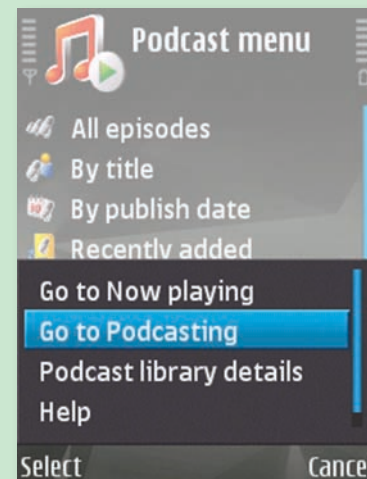 Podcast menu
All episodes
By title
By publish date
Recently added
Go to Now playing
Go to Podcasting
Podcast library details
Help
Select Cance